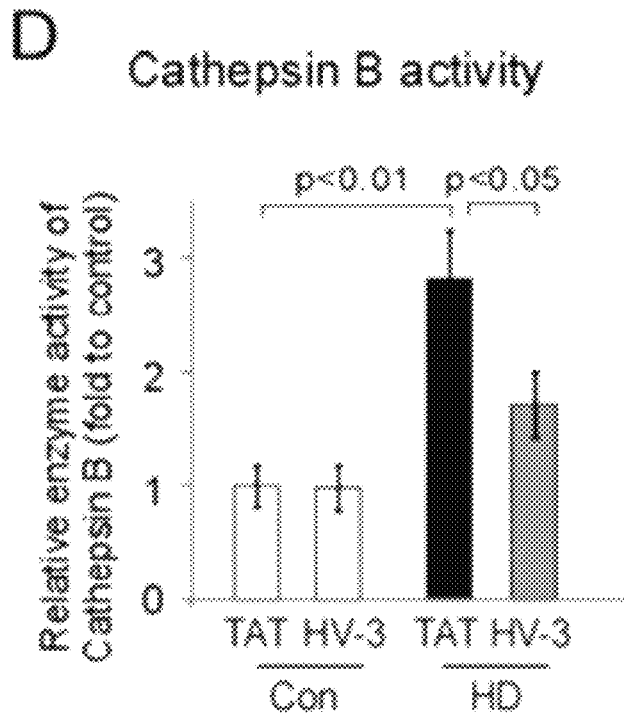 D
Cathepsin B activity
p<0.01 p<0.05
Relative enzyme activity of
Cathepsin B (fold to control)
3
2
1
0
TAT HV-3 TAT HV-3
Con HD